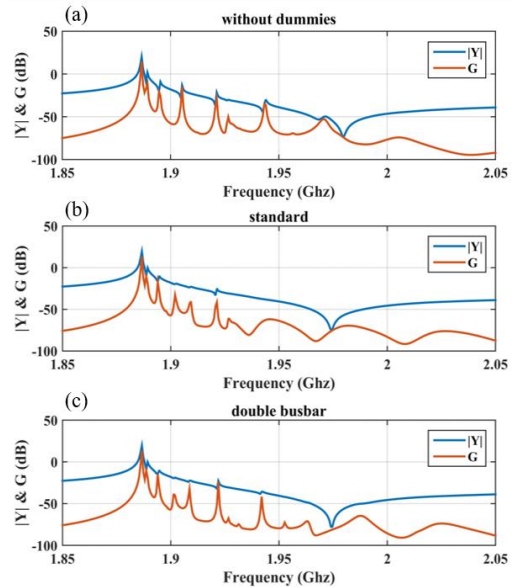 (a)
without dummies
50
0
-50
-100
|Y| & G (dB)
|Y|
G
1.85
1.9
1.95
2
2.05
Frequency (Ghz)
(b)
standard
50
0
-50
-100
|Y| & G (dB)
|Y|
G
1.85
1.9
1.95
2
2.05
Frequency (Ghz)
(c)
double busbar
50
0
-50
-100
|Y| & G (dB)
|Y|
G
1.85
1.9
1.95
2
2.05
Frequency (Ghz)